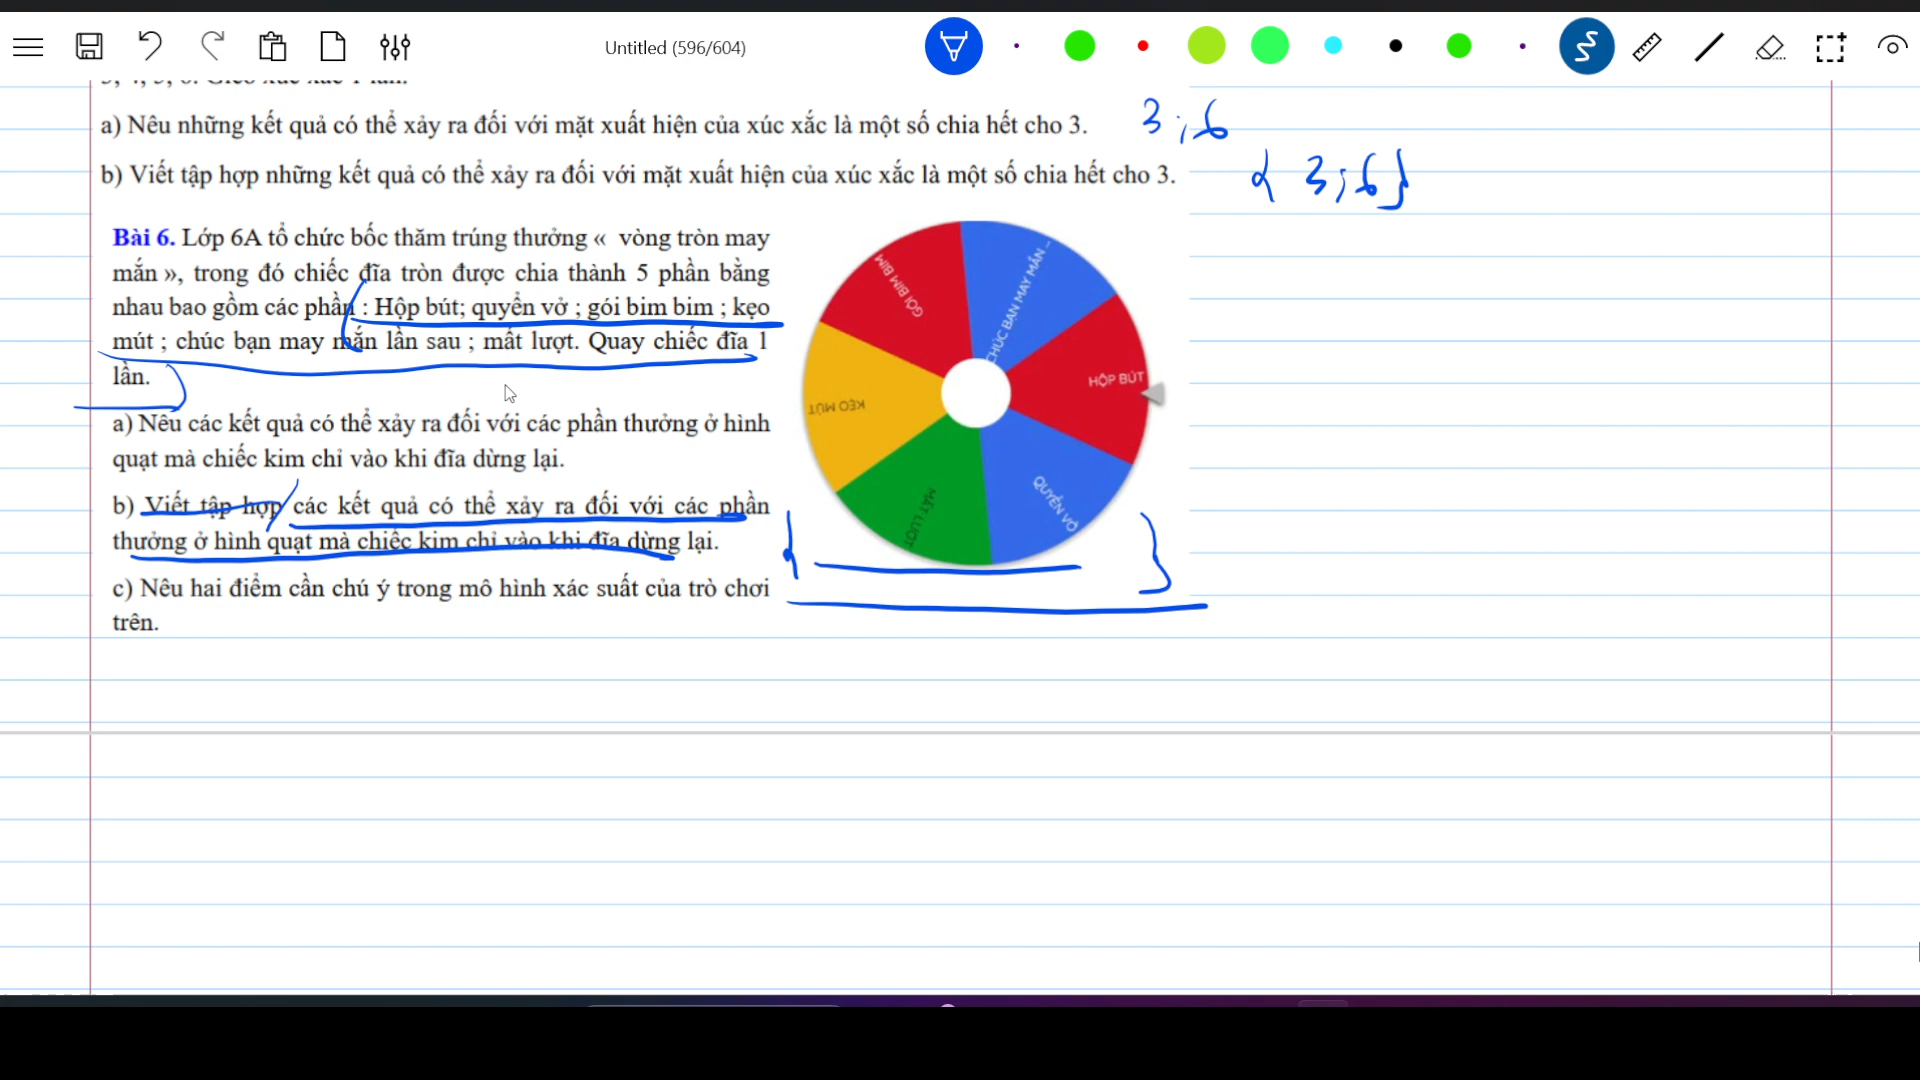 Untitled (596/604)
a) Nêu những kết quả có thể xảy ra đối với mặt xuất hiện của xúc xắc là một số chia hết cho 3.
3 ; 6
b) Viết tập hợp những kết quả có thể xảy ra đối với mặt xuất hiện của xúc xắc là một số chia hết cho 3.
{ 3 ; 6 }
Bài 6. Lớp 6A tổ chức bốc thăm trúng thưởng « vòng tròn may
mắn », trong đó chiếc đĩa tròn được chia thành 5 phần bằng
nhau bao gồm các phần : Hộp bút; quyển vở ; gói bim bim ; kẹo
mút ; chúc bạn may mắn lần sau ; mất lượt. Quay chiếc đĩa 1
lần.
a) Nêu các kết quả có thể xảy ra đối với các phần thưởng ở hình
quạt mà chiếc kim chỉ vào khi đĩa dừng lại.
b) Viết tập hợp các kết quả có thể xảy ra đối với các phần
thưởng ở hình quạt mà chiếc kim chỉ vào khi đĩa dừng lại.
c) Nêu hai điểm cần chú ý trong mô hình xác suất của trò chơi
trên.
GÓI BIM BIM
CHÚC BẠN MAY MẮN ...
HỘP BÚT
KẸO MÚT
MẤT LƯỢT
QUYỂN VỞ
{ }